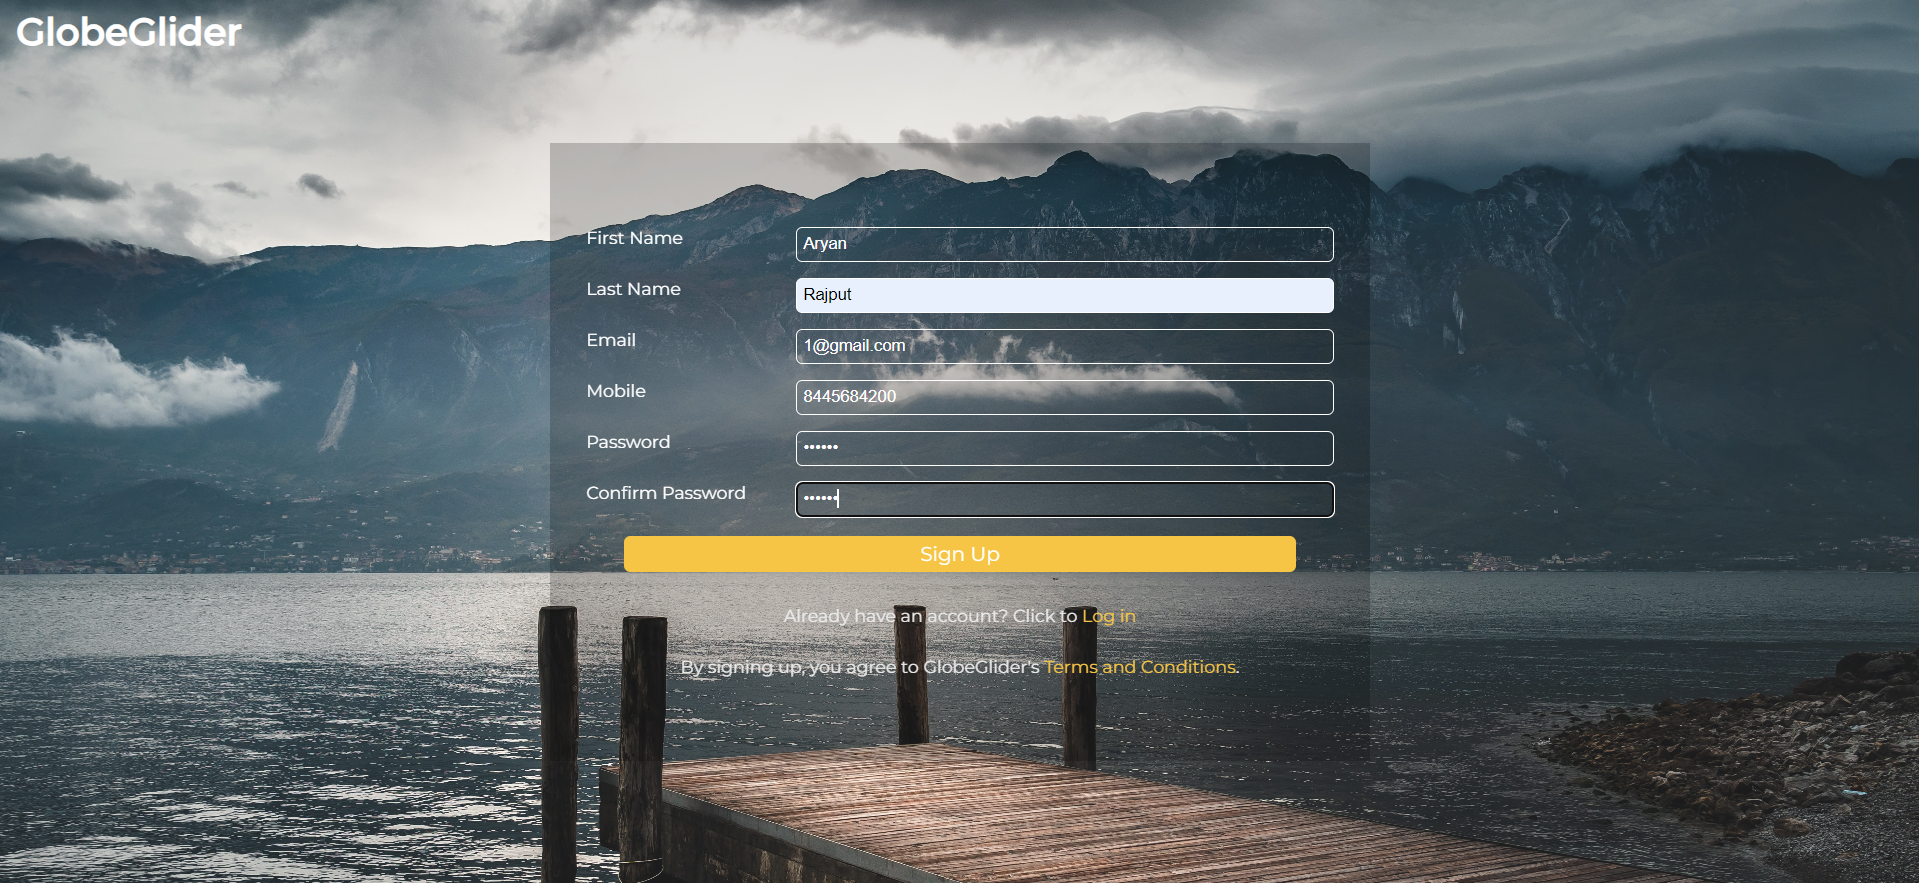 GlobeGlider
First Name
Aryan
Last Name
Rajput
Email
1@gmail.com
Mobile
8445684200
Password
••••••
Confirm Password
••••••
Sign Up
Already have an account? Click to Log in
By signing up, you agree to GlobeGlider's Terms and Conditions.